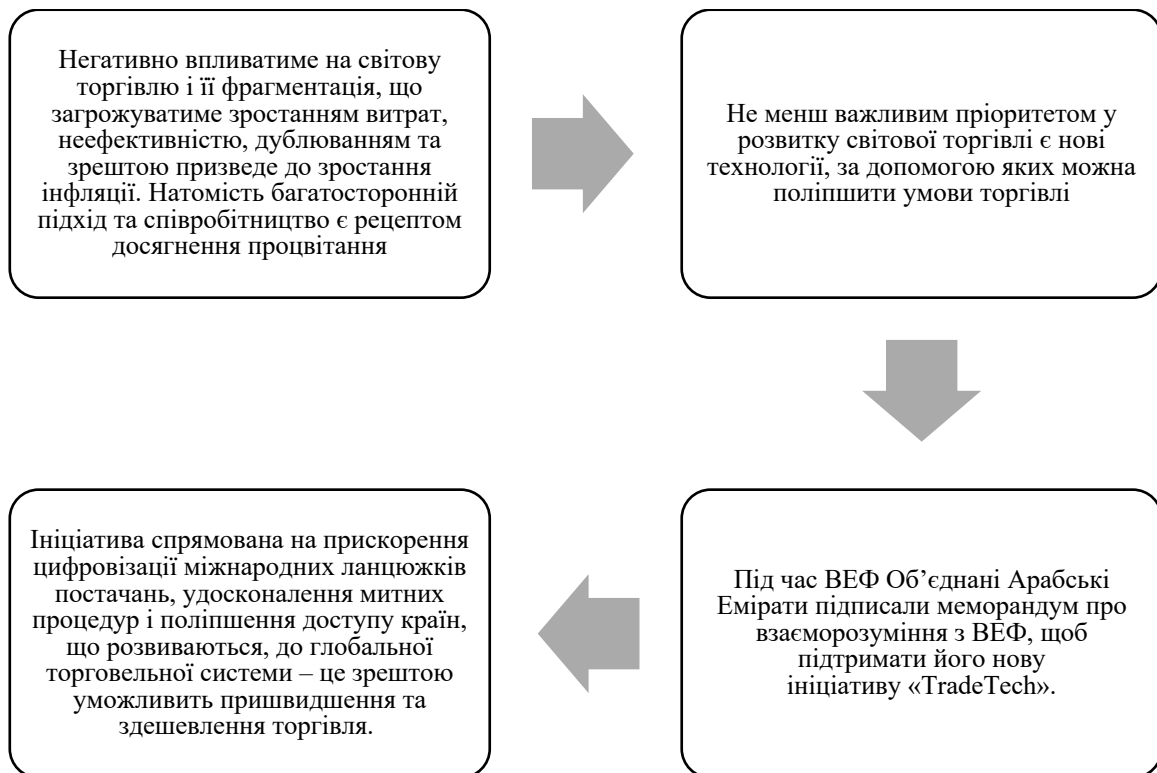 Негативно впливатиме на світову
торгівлю і її фрагментація, що
загрожуватиме зростанням витрат,
неефективністю, дублюванням та
зрештою призведе до зростання
інфляції. Натомість багатосторонній
підхід та співробітництво є рецептом
досягнення процвітання
Не менш важливим пріоритетом у
розвитку світової торгівлі є нові
технології, за допомогою яких можна
поліпшити умови торгівлі
Під час ВЕФ Об’єднані Арабські
Емірати підписали меморандум про
взаєморозуміння з ВЕФ, щоб
підтримати його нову
ініціативу «TradeTech».
Ініціатива спрямована на прискорення
цифровізації міжнародних ланцюжків
постачань, удосконалення митних
процедур і поліпшення доступу країн,
що розвиваються, до глобальної
торговельної системи – це зрештою
уможливить пришвидшення та
здешевлення торгівля.